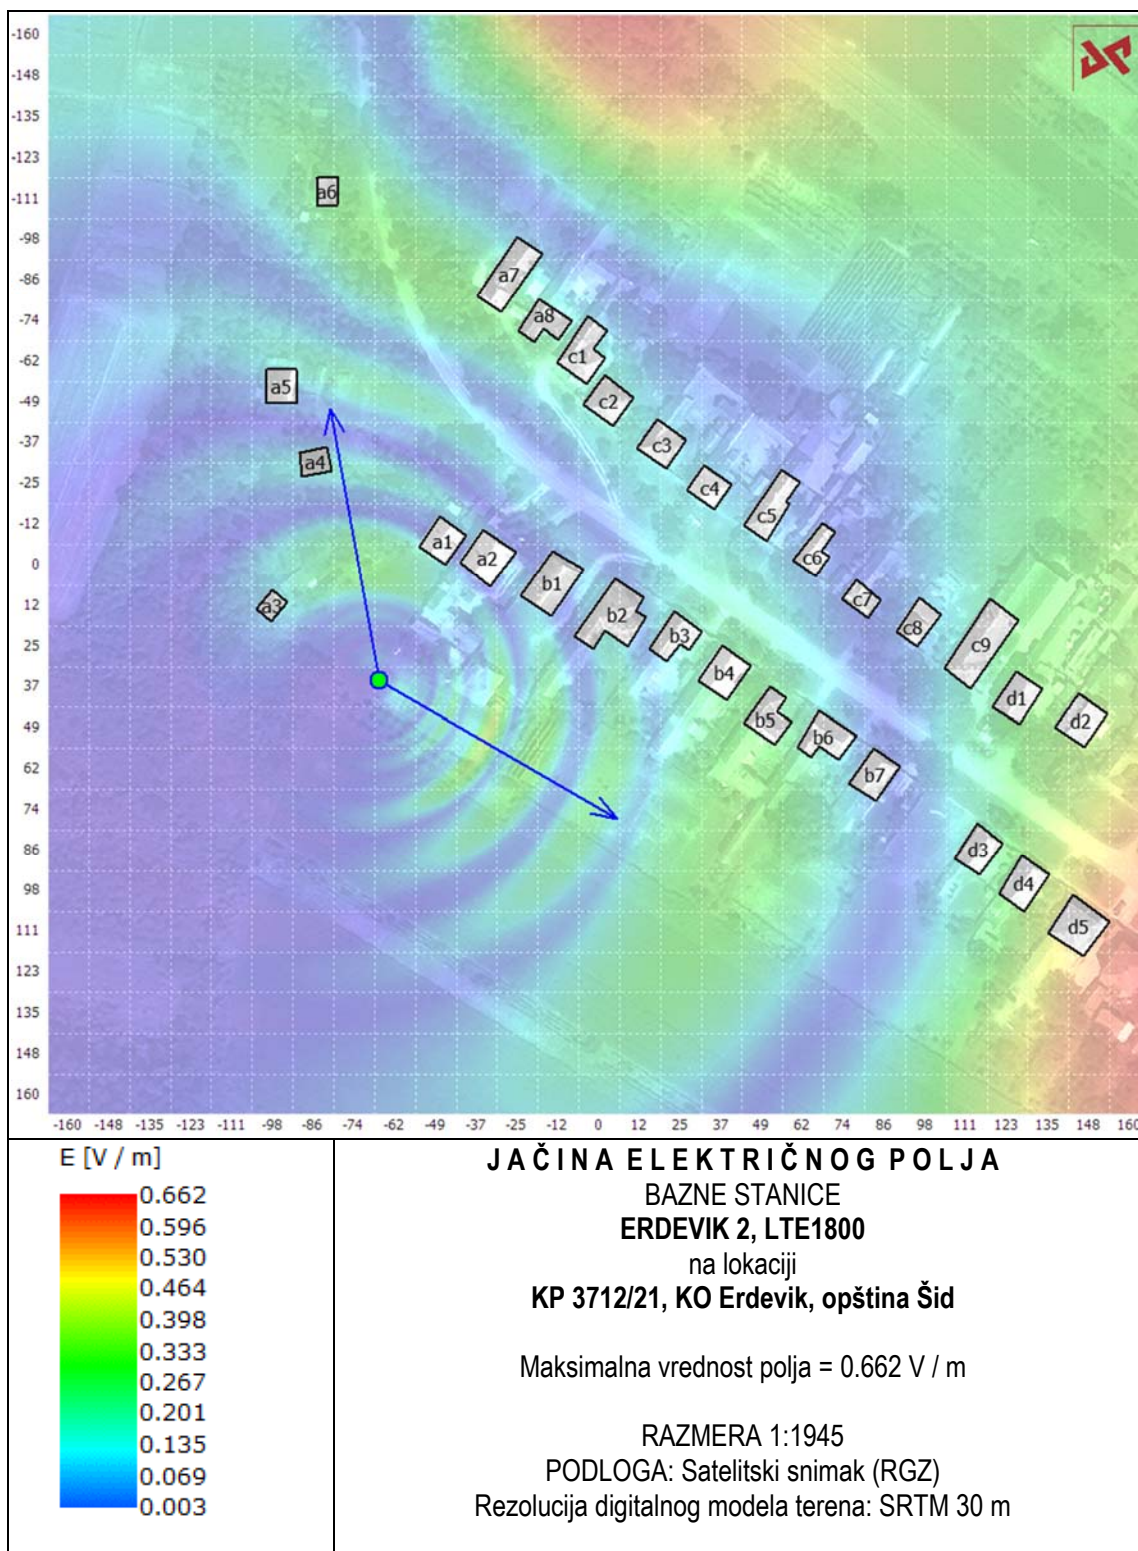 -160
-148
-135
-123
-111
-98
-86
-74
-62
-49
-37
-25
-12
0
12
25
37
49
62
74
86
98
111
123
135
148
160
a6
a7
a8
c1
a5
c2
c3
a4
c4
c5
a1
a2
c6
b1
c7
a3
b2
c8
b3
c9
b4
d1
b5
d2
b6
b7
d3
d4
d5
-160 -148 -135 -123 -111 -98 -86 -74 -62 -49 -37 -25 -12 0 12 25 37 49 62 74 86 98 111 123 135 148 160
E [V / m]
0.662
0.596
0.530
0.464
0.398
0.333
0.267
0.201
0.135
0.069
0.003
JAČINA ELEKTRIČNOG POLJA
BAZNE STANICE
ERDEVIK 2, LTE1800
na lokaciji
KP 3712/21, KO Erdevik, opština Šid
Maksimalna vrednost polja = 0.662 V / m
RAZMERA 1:1945
PODLOGA: Satelitski snimak (RGZ)
Rezolucija digitalnog modela terena: SRTM 30 m